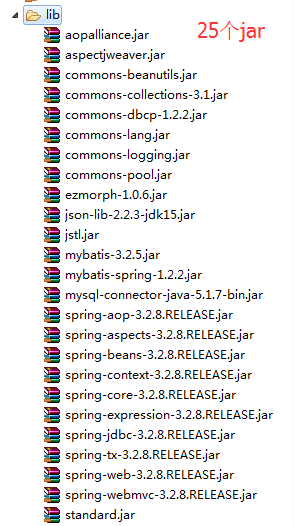 lib
25个jar
aopalliance.jar
aspectjweaver.jar
commons-beanutils.jar
commons-collections-3.1.jar
commons-dbcp-1.2.2.jar
commons-lang.jar
commons-logging.jar
commons-pool.jar
ezmorph-1.0.6.jar
json-lib-2.2.3-jdk15.jar
jstl.jar
mybatis-3.2.5.jar
mybatis-spring-1.2.2.jar
mysql-connector-java-5.1.7-bin.jar
spring-aop-3.2.8.RELEASE.jar
spring-aspects-3.2.8.RELEASE.jar
spring-beans-3.2.8.RELEASE.jar
spring-context-3.2.8.RELEASE.jar
spring-core-3.2.8.RELEASE.jar
spring-expression-3.2.8.RELEASE.jar
spring-jdbc-3.2.8.RELEASE.jar
spring-tx-3.2.8.RELEASE.jar
spring-web-3.2.8.RELEASE.jar
spring-webmvc-3.2.8.RELEASE.jar
standard.jar